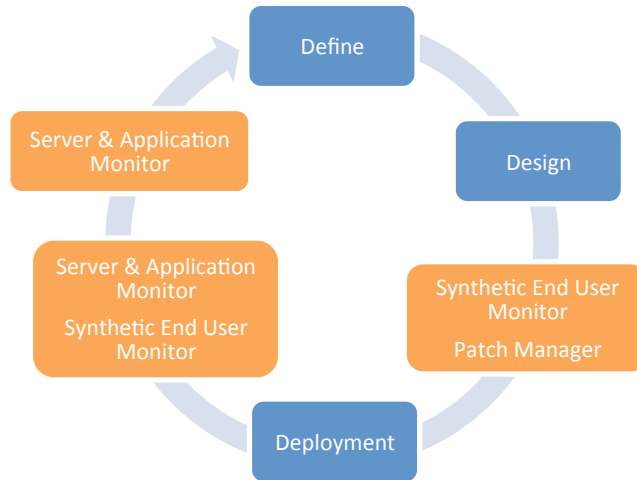 Define
Design
Synthetic End User
Monitor
Patch Manager
Deployment
Server & Application
Monitor
Synthetic End User
Monitor
Server & Application
Monitor